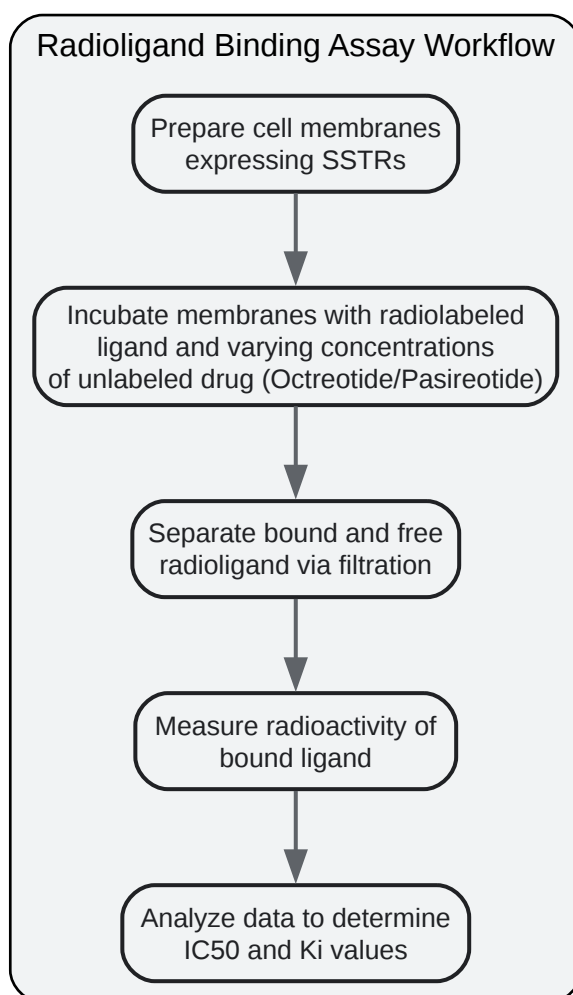 Radioligand Binding Assay Workflow
Prepare cell membranes
expressing SSTRs
Incubate membranes with radiolabeled
ligand and varying concentrations
of unlabeled drug (Octreotide/Pasireotide)
Separate bound and free
radioligand via filtration
Measure radioactivity of
bound ligand
Analyze data to determine
IC50 and Ki values